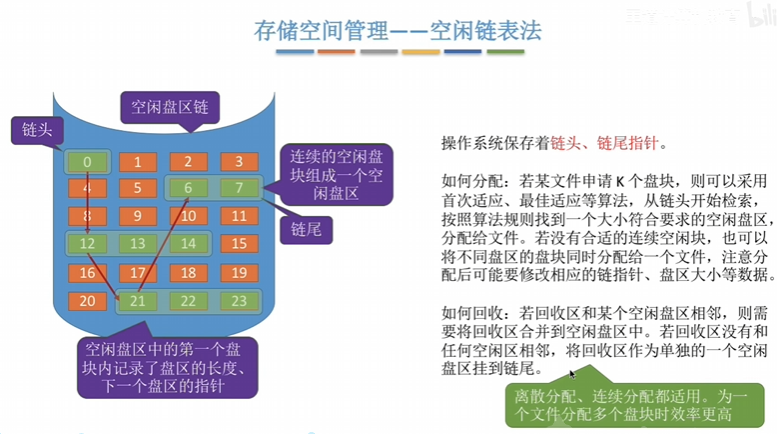 存储空间管理——空闲链表法
空闲盘区链
链头
0 1 2 3
4 5 6 7
8 9 10 11
12 13 14 15
16 17 18 19
20 21 22 23
连续的空闲盘
块组成一个空
闲盘区
链尾
空闲盘区中的第一个盘
块内记录了盘区的长度、
下一个盘区的指针
操作系统保存着链头、链尾指针。
如何分配：若某文件申请 K 个盘块，则可以采用
首次适应、最佳适应等算法，从链头开始检索，
按照算法规则找到一个大小符合要求的空闲盘区，
分配给文件。若没有合适的连续空闲块，也可以
将不同盘区的盘块同时分配给一个文件，注意分
配后可能要修改相应的链指针、盘区大小等数据。
如何回收：若回收区和某个空闲盘区相邻，则需
要将回收区合并到空闲盘区中。若回收区没有和
任何空闲区相邻，将回收区作为单独的一个空闲
盘区挂到链尾。
离散分配、连续分配都适用。为一
个文件分配多个盘块时效率更高